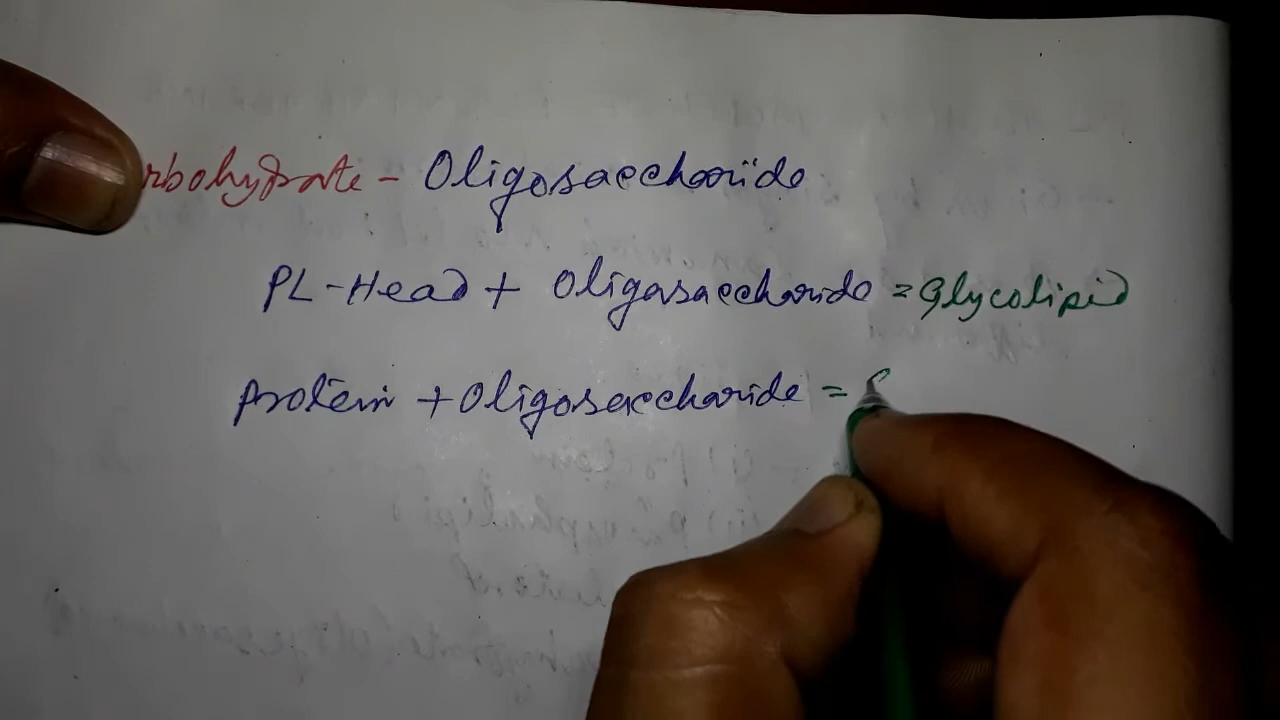 rbohydrate - Oligosaccharide
PL-Head + Oligosaccharide = Glycolipid
Protein + Oligosaccharide =